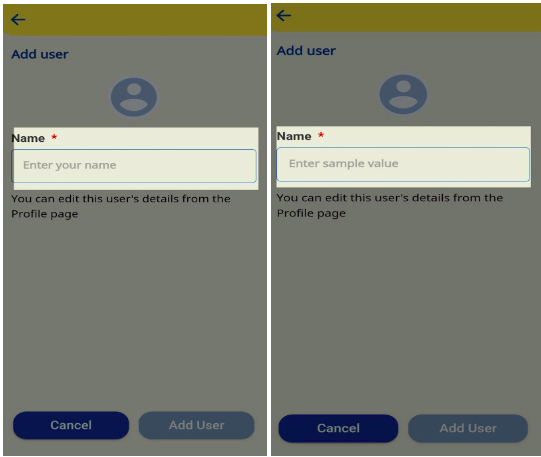 Add user
Name *
Enter your name
You can edit this user's details from the
Profile page
Cancel
Add User
Add user
Name *
Enter sample value
You can edit this user's details from the
Profile page
Cancel
Add User